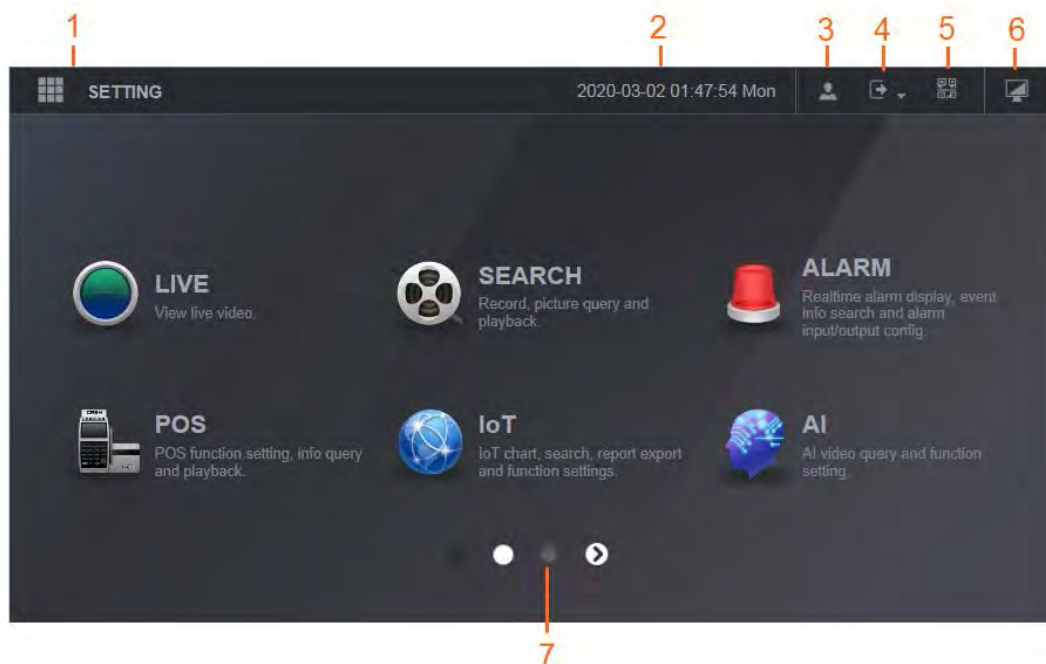 1 2 3 4 5 6
SETTING 2020-03-02 01:47:54 Mon
LIVE
View live video.
SEARCH
Record, picture query and
playback.
ALARM
Realtime alarm display, event
info search and alarm
input/output config.
POS
POS function setting, info query
and playback.
IoT
IoT chart, search, report export
and function settings.
AI
AI video query and function
setting.
7